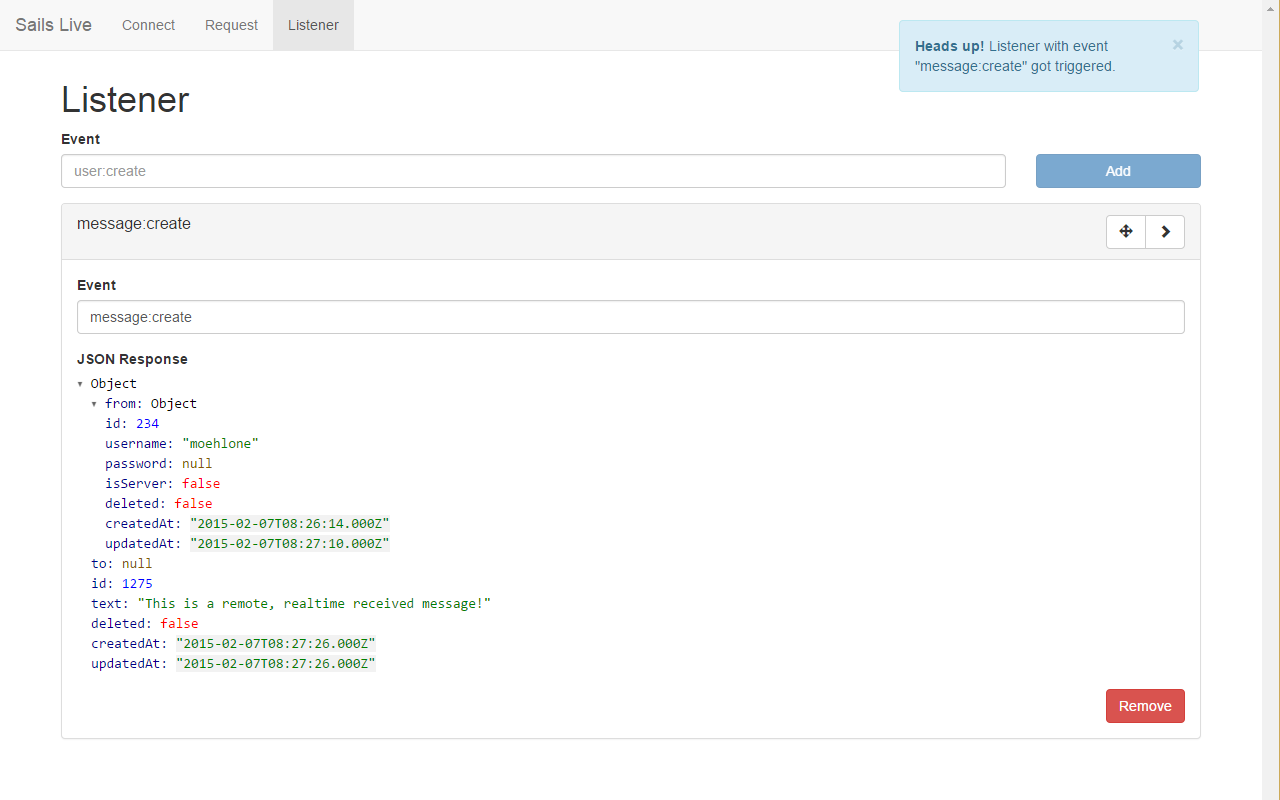 Sails Live Connect Request Listener
Heads up! Listener with event ×
"message:create" got triggered.
Listener
Event
user:create Add
message:create
Event
message:create
JSON Response
Object
from: Object
id: 234
username: "moehlone"
password: null
isServer: false
deleted: false
createdAt: "2015-02-07T08:26:14.000Z"
updatedAt: "2015-02-07T08:27:10.000Z"
to: null
id: 1275
text: "This is a remote, realtime received message!"
deleted: false
createdAt: "2015-02-07T08:27:26.000Z"
updatedAt: "2015-02-07T08:27:26.000Z"
Remove